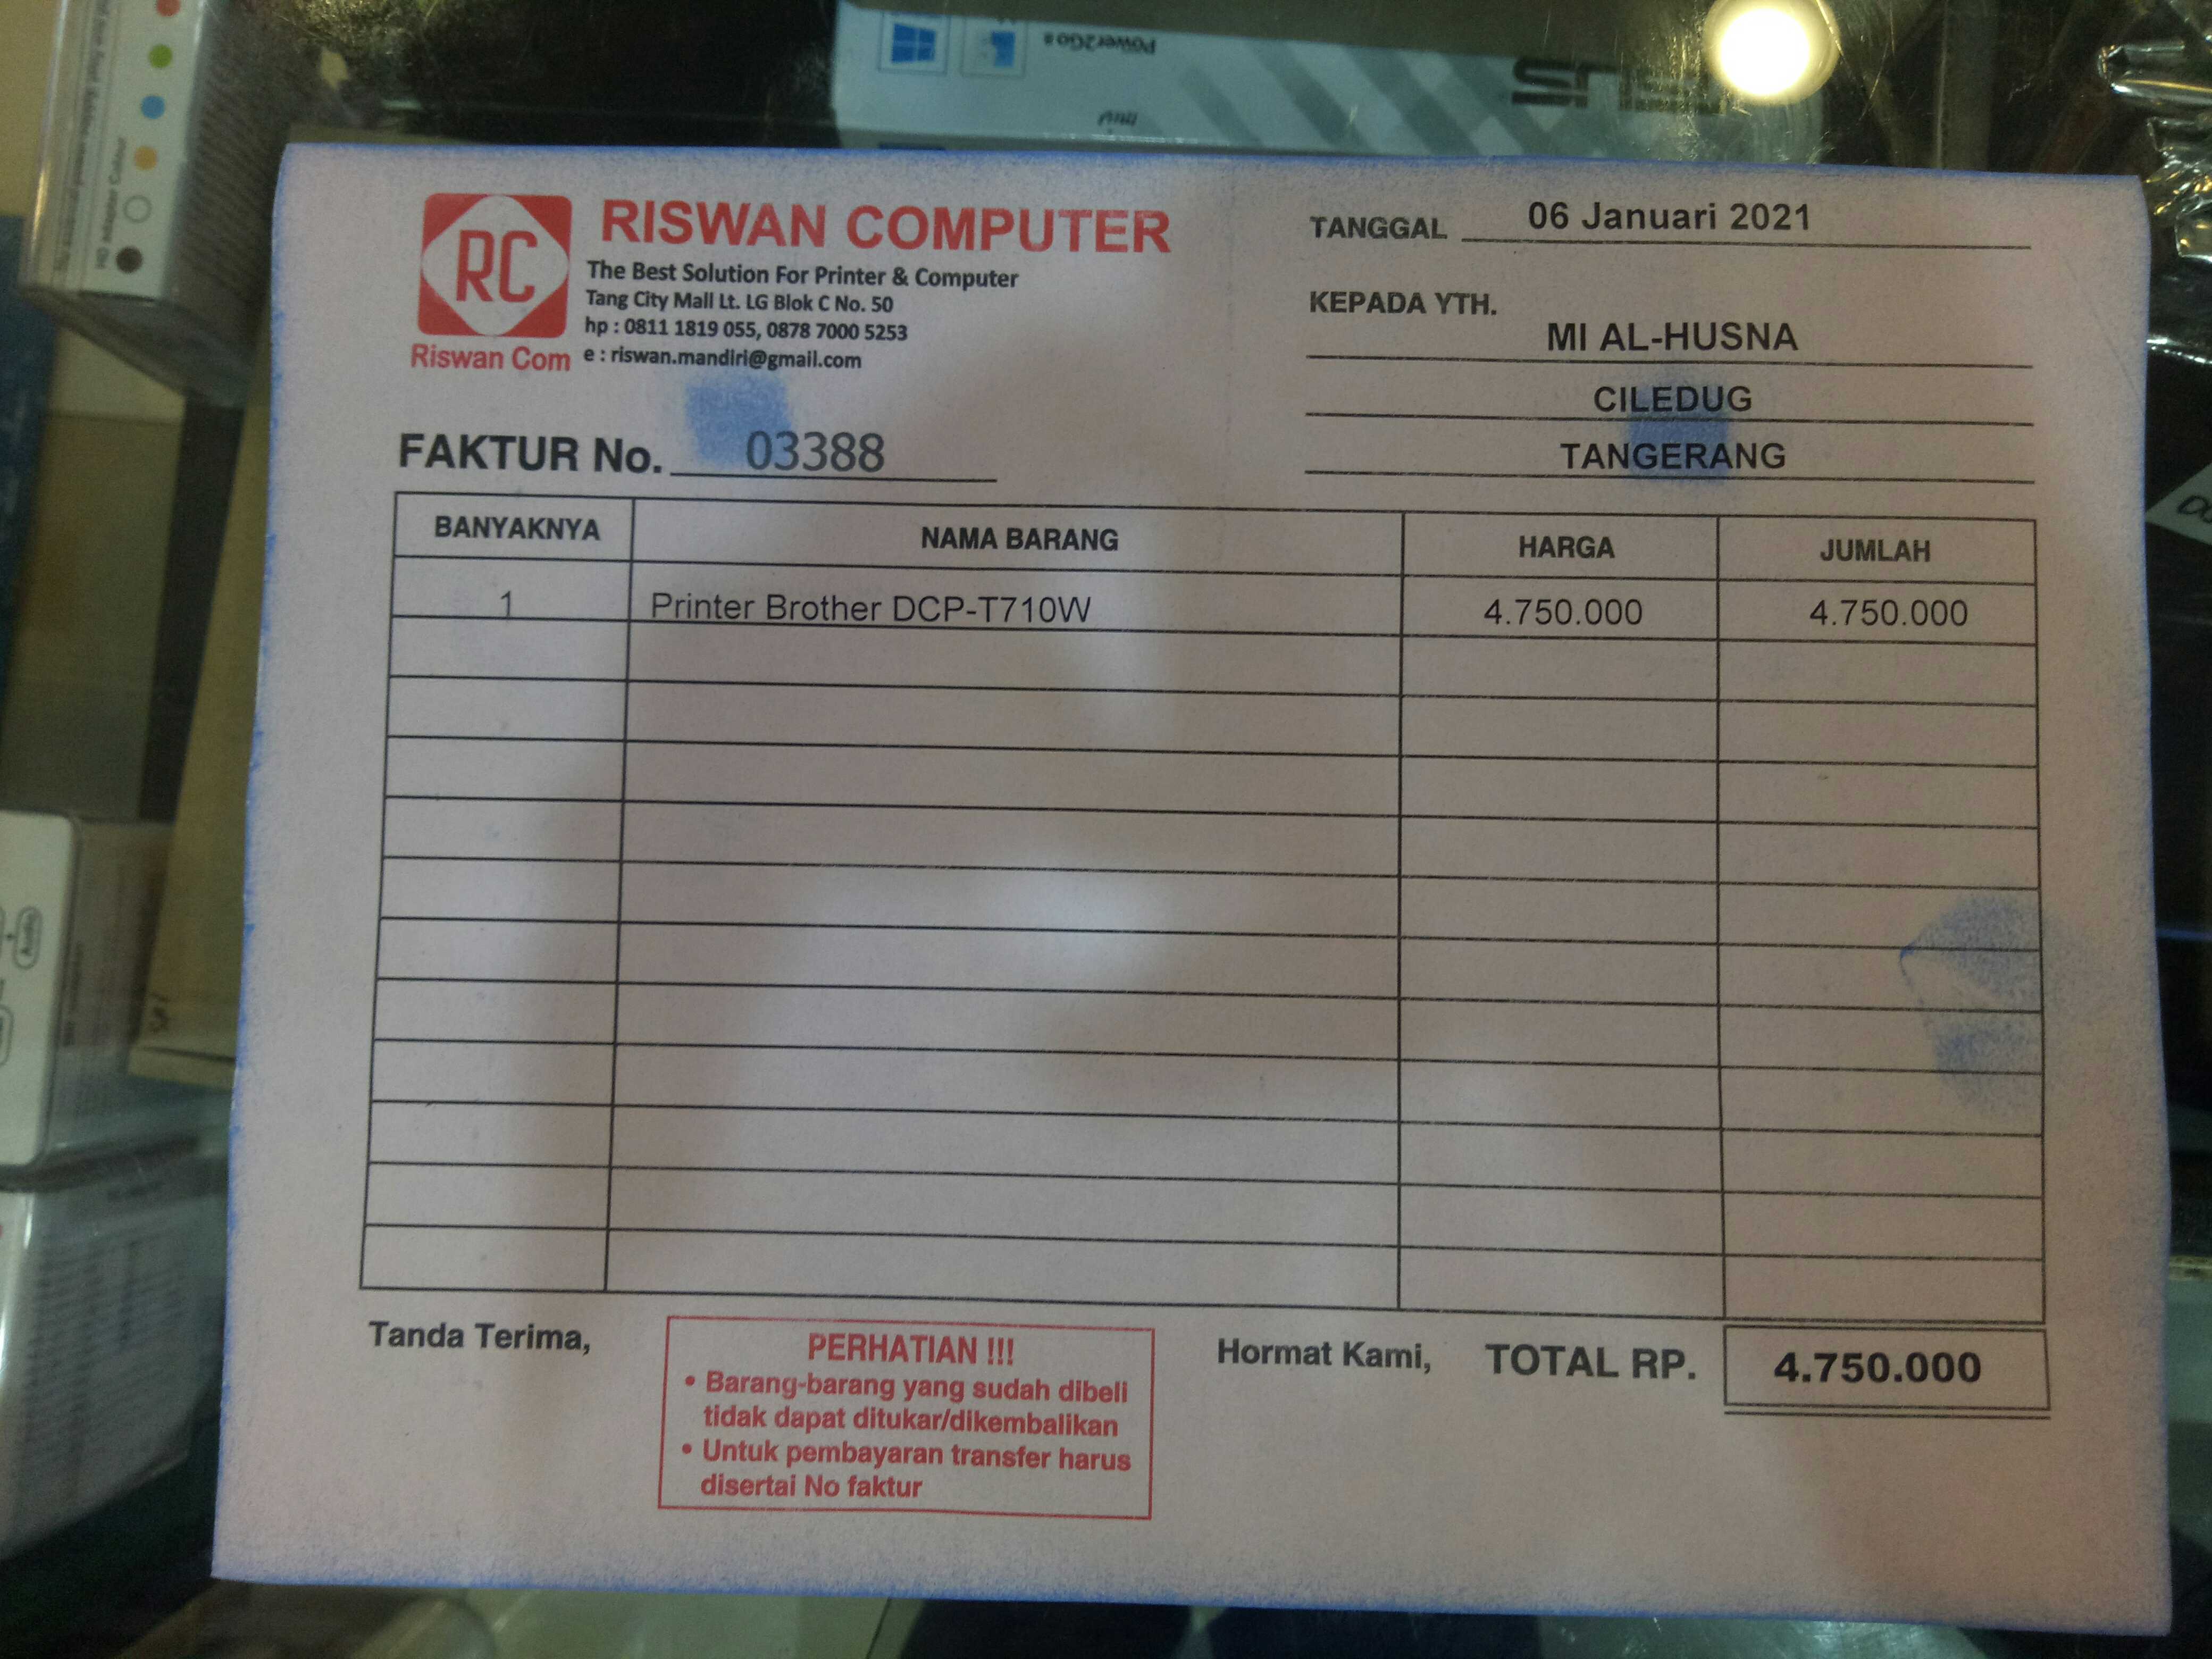 Power2Go
ASUS
RC
Riswan Com
RISWAN COMPUTER
The Best Solution For Printer & Computer
Tang City Mall Lt. LG Blok C No. 50
hp : 0811 1819 055, 0878 7000 5253
e : riswan.mandiri@gmail.com
TANGGAL 06 Januari 2021
KEPADA YTH.
MI AL-HUSNA
CILEDUG
TANGERANG
FAKTUR No. 03388
BANYAKNYA NAMA BARANG HARGA JUMLAH
1 Printer Brother DCP-T710W 4.750.000 4.750.000
Tanda Terima,
PERHATIAN !!!
• Barang-barang yang sudah dibeli
tidak dapat ditukar/dikembalikan
• Untuk pembayaran transfer harus
disertai No faktur
Hormat Kami,
TOTAL RP. 4.750.000